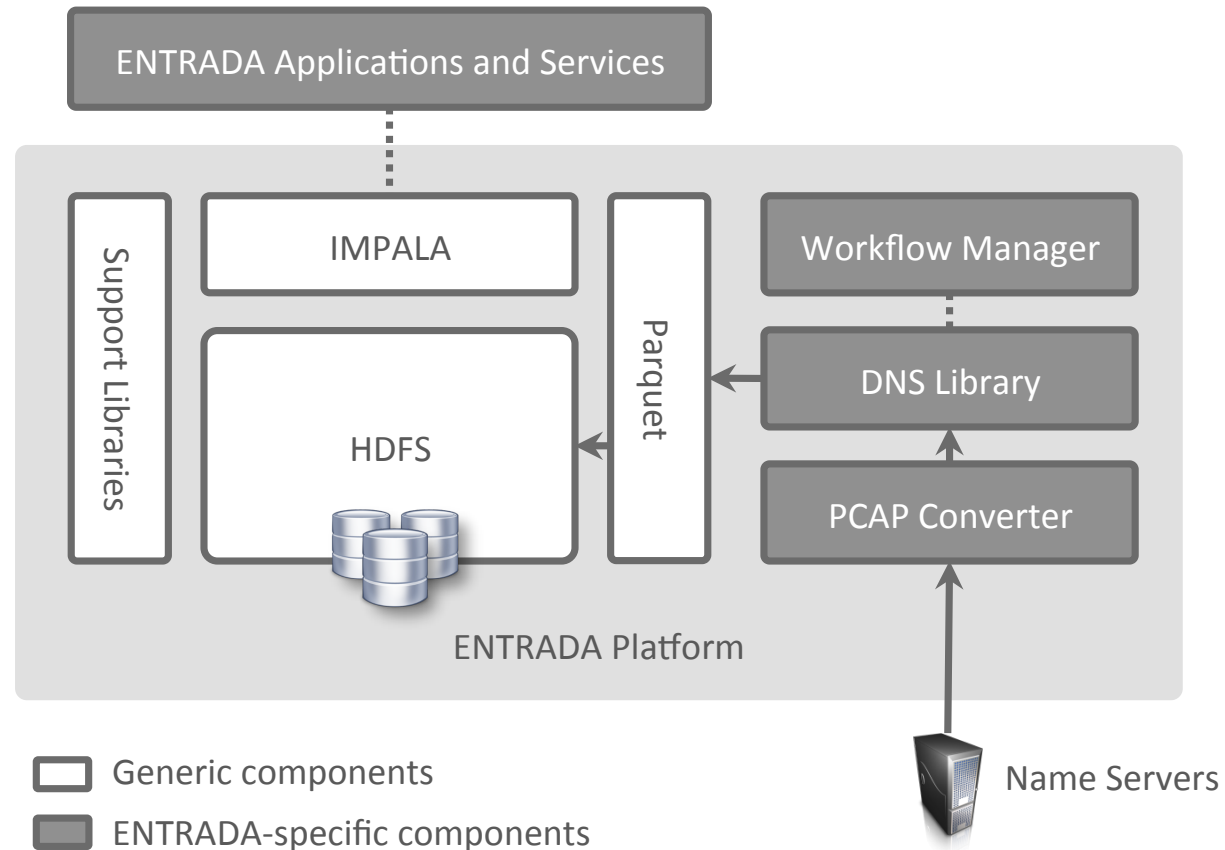 ENTRADA Applications and Services
Support Libraries
IMPALA
HDFS
Parquet
Workflow Manager
DNS Library
PCAP Converter
ENTRADA Platform
Name Servers
Generic components
ENTRADA-specific components